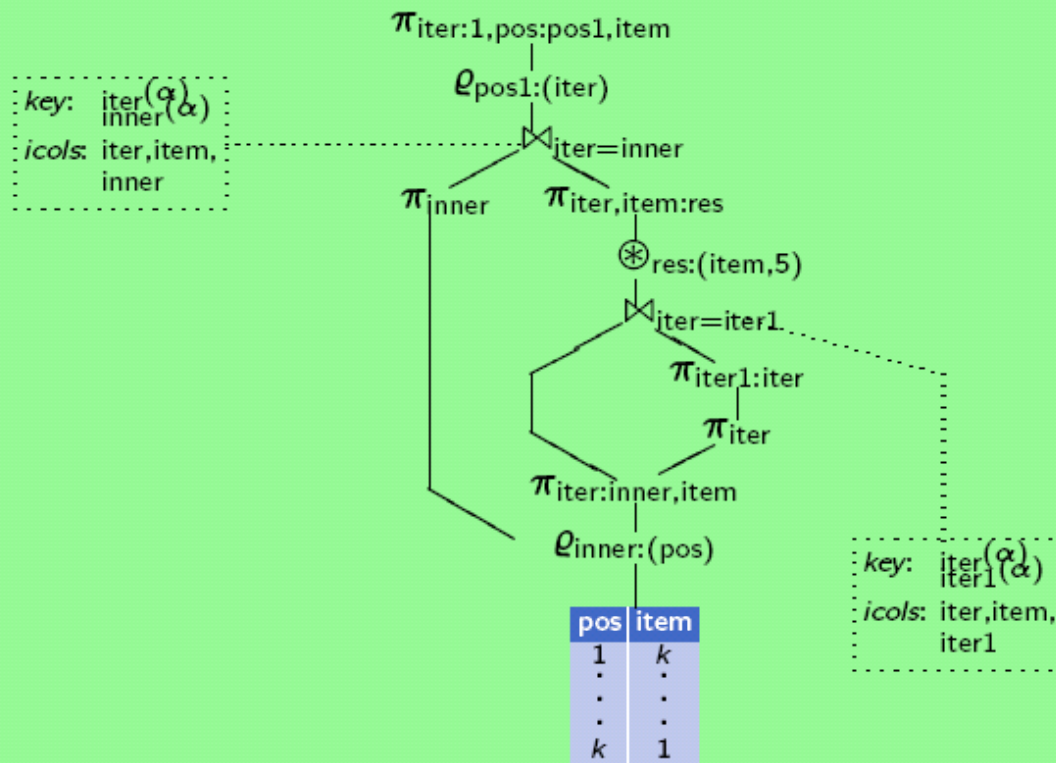 π iter:1,pos:pos1,item
ϱ pos1:(iter)
key: iter(α)
inner(α)
icols: iter,item,
inner
⋈ iter=inner
π inner
π iter,item:res
⊛ res:(item,5)
⋈ iter=iter1
π iter1:iter
π iter
π iter:inner,item
ϱ inner:(pos)
key: iter(α)
iter1(α)
icols: iter,item,
iter1
pos item
1 k
. .
. .
. .
k 1